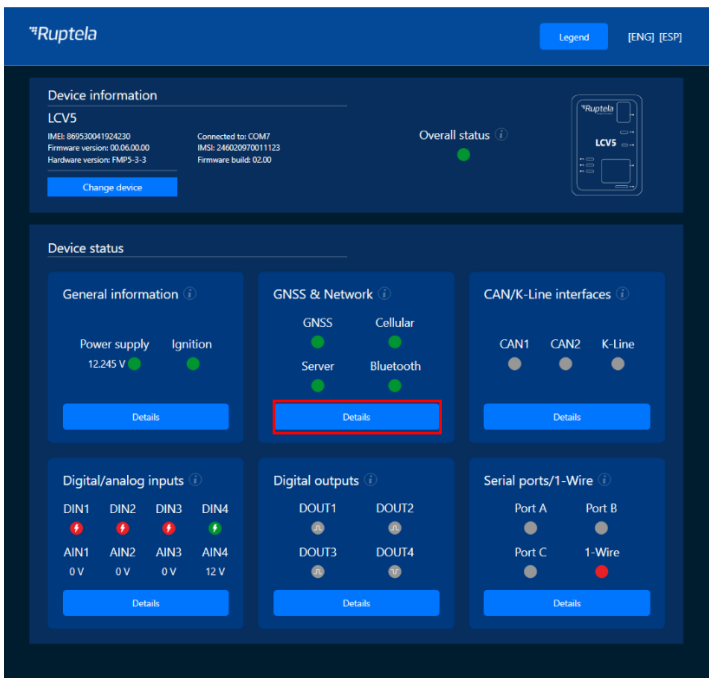 Ruptela
Legend [ENG] [ESP]
Device information
LCV5
IMEI: 869530041924230 Connected to: COM7
Firmware version: 00.06.00.00 IMSI: 246020970011123
Hardware version: FMP5-3-3 Firmware build: 02.00
Change device
Overall status i
Ruptela
LCV5
Device status
General information i
Power supply Ignition
12.245 V
Details
GNSS & Network i
GNSS Cellular
Server Bluetooth
Details
CAN/K-Line interfaces i
CAN1 CAN2 K-Line
Details
Digital/analog inputs i
DIN1 DIN2 DIN3 DIN4
AIN1 AIN2 AIN3 AIN4
0 V 0 V 0 V 12 V
Details
Digital outputs i
DOUT1 DOUT2
DOUT3 DOUT4
Details
Serial ports/1-Wire i
Port A Port B
Port C 1-Wire
Details